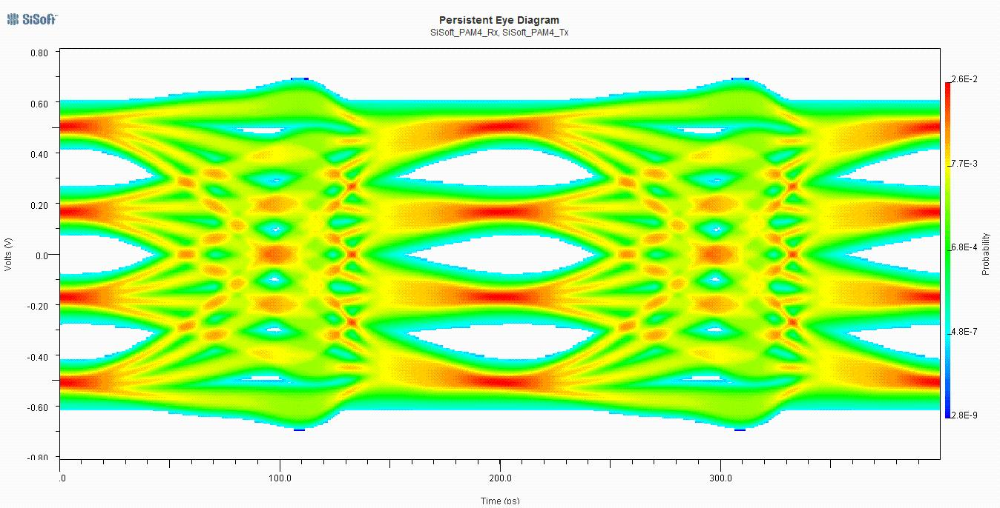 SiSoft
Persistent Eye Diagram
SiSoft_PAM4_Rx, SiSoft_PAM4_Tx
0.80
0.60
0.40
0.20
0.0
-0.20
-0.40
-0.60
-0.80
Volts (V)
.0
100.0
200.0
300.0
Time (ps)
2.6E-2
7.7E-3
6.8E-4
4.8E-7
2.8E-9
Probability